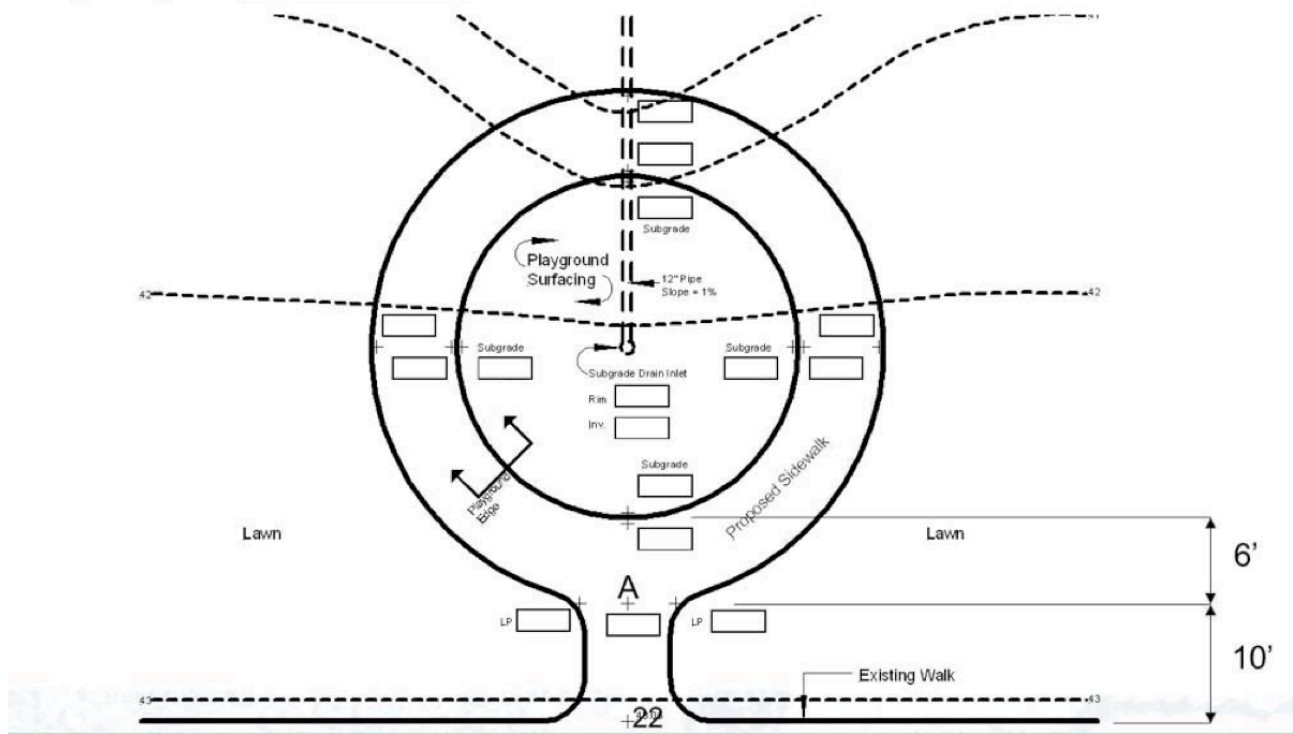 Subgrade
Playground
Surfacing
12" Pipe
Slope = 1%
42
42
Subgrade
Subgrade
Subgrade Drain Inlet
Rim
Inv.
Subgrade
Playground
Edge
Proposed Sidewalk
Lawn
Lawn
6'
A
LP
LP
10'
Existing Walk
43
43
22